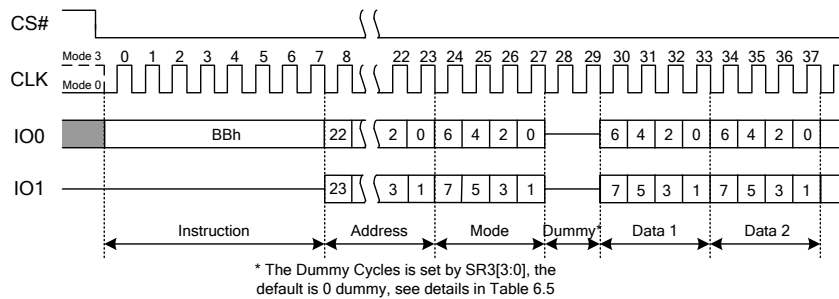 CS#
Mode 3 0 1 2 3 4 5 6 7 8 22 23 24 25 26 27 28 29 30 31 32 33 34 35 36 37
CLK
Mode 0
IO0 BBh 22 2 0 6 4 2 0 6 4 2 0 6 4 2 0
IO1 23 3 1 7 5 3 1 7 5 3 1 7 5 3 1
Instruction Address Mode Dummy* Data 1 Data 2
* The Dummy Cycles is set by SR3[3:0], the
default is 0 dummy, see details in Table 6.5